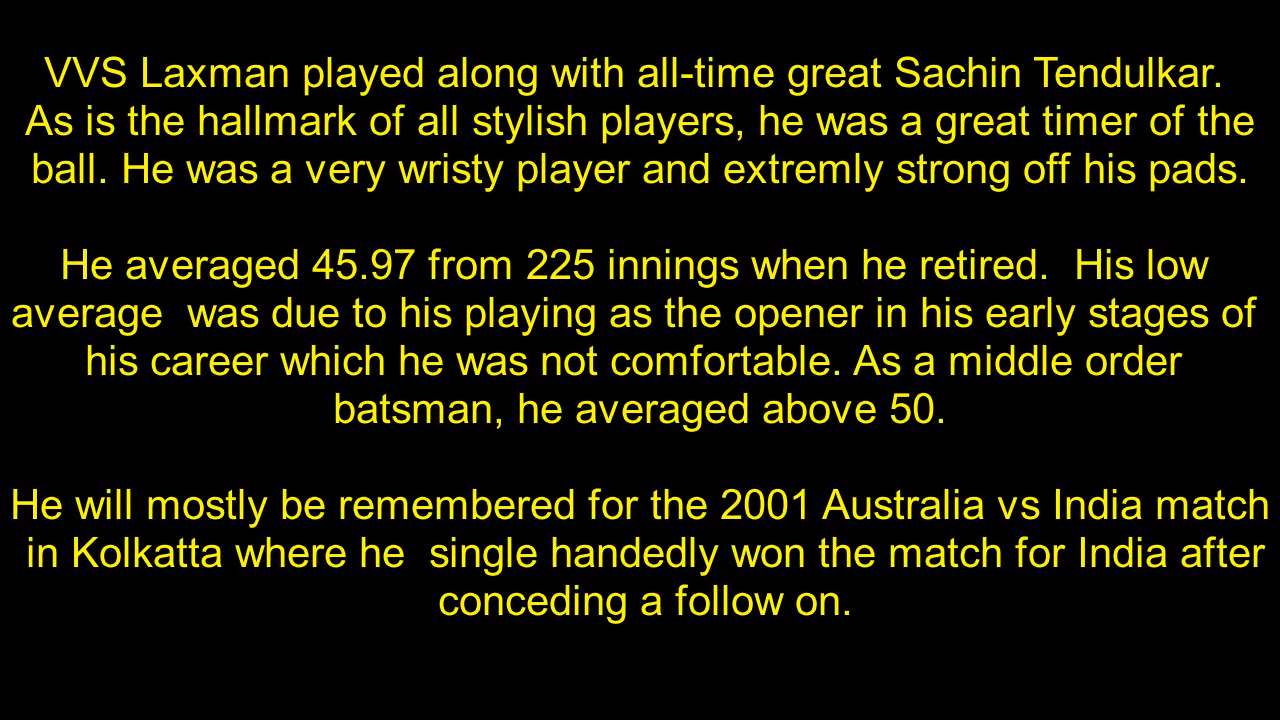 VVS Laxman played along with all-time great Sachin Tendulkar.
As is the hallmark of all stylish players, he was a great timer of the
ball. He was a very wristy player and extremly strong off his pads.
He averaged 45.97 from 225 innings when he retired.  His low
average  was due to his playing as the opener in his early stages of
his career which he was not comfortable. As a middle order
batsman, he averaged above 50.
He will mostly be remembered for the 2001 Australia vs India match
in Kolkatta where he  single handedly won the match for India after
conceding a follow on.